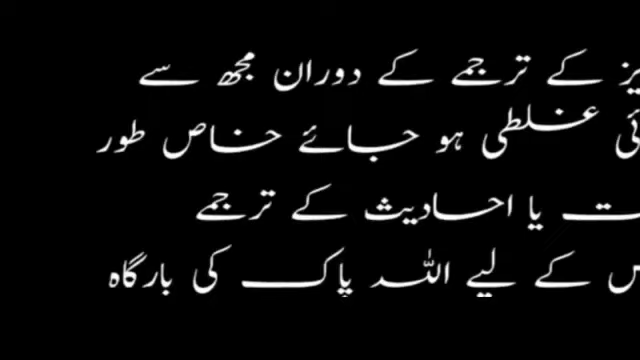 کے ترجمے کے دوران مجھ سے
غلطی ہو جائے خاص طور
یا احادیث کے ترجمے
کے لیے اللہ پاک کی بارگاہ